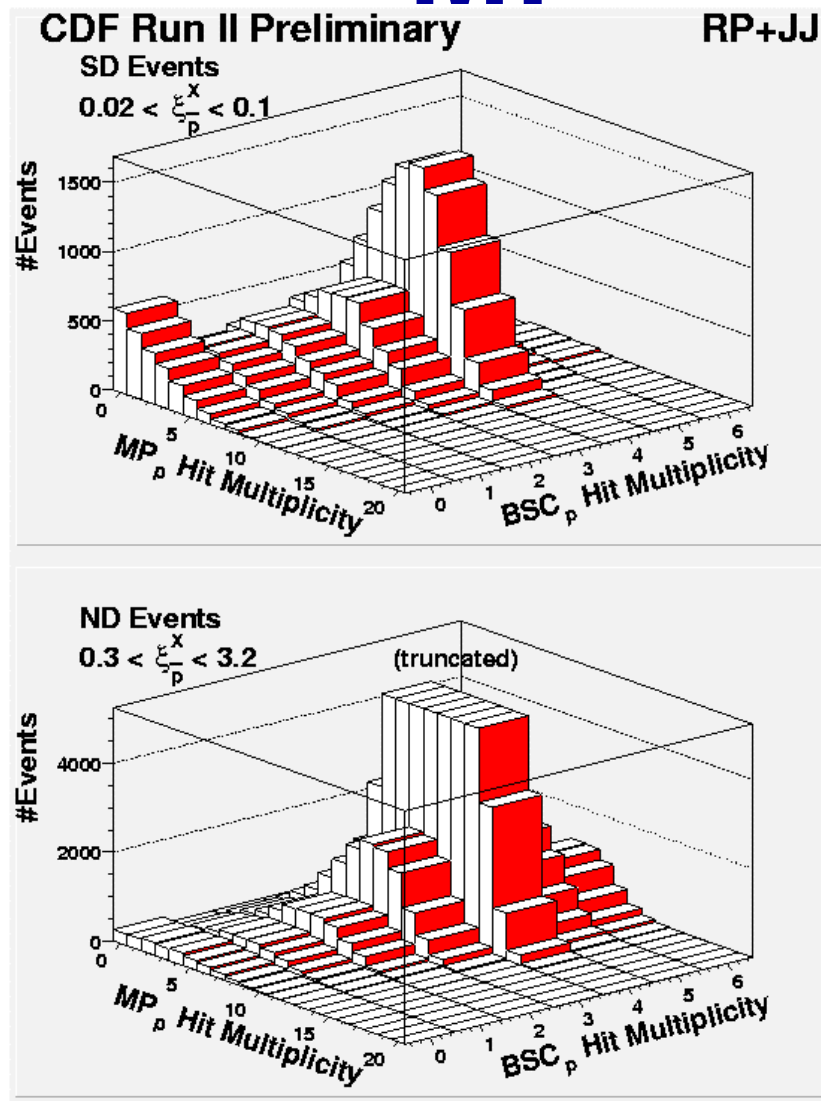 CDF Run II Preliminary RP+JJ
SD Events
0.02 < ξ^x_p̅ < 0.1
#Events
1500
1000
500
0
0 5 10 15 20
MP_p Hit Multiplicity
0 1 2 3 4 5 6
BSC_p Hit Multiplicity
ND Events
0.3 < ξ^x_p̅ < 3.2
(truncated)
#Events
4000
2000
0
0 5 10 15 20
MP_p Hit Multiplicity
0 1 2 3 4 5 6
BSC_p Hit Multiplicity